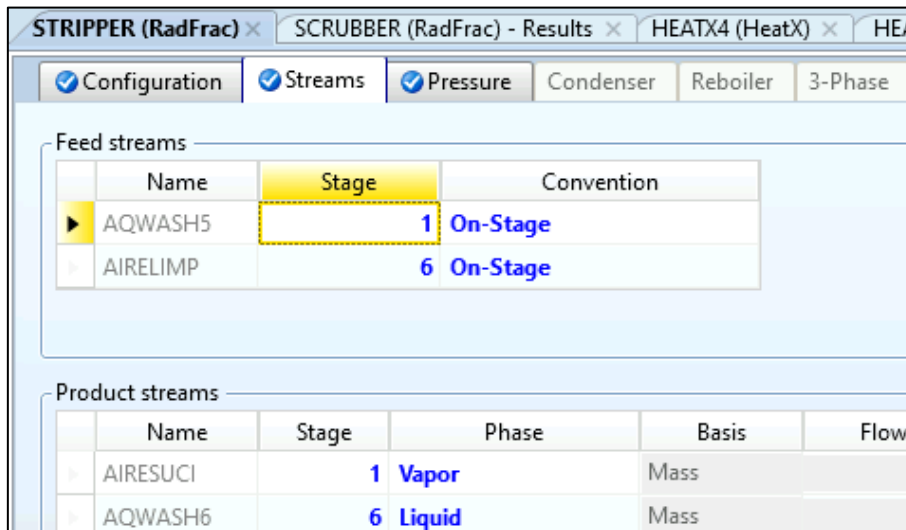 STRIPPER (RadFrac) × SCRUBBER (RadFrac) - Results × HEATX4 (HeatX) × HEA
Configuration Streams Pressure Condenser Reboiler 3-Phase
Feed streams
Name Stage Convention
AQWASH5 1 On-Stage
AIRELIMP 6 On-Stage
Product streams
Name Stage Phase Basis Flow
AIRESUCI 1 Vapor Mass
AQWASH6 6 Liquid Mass